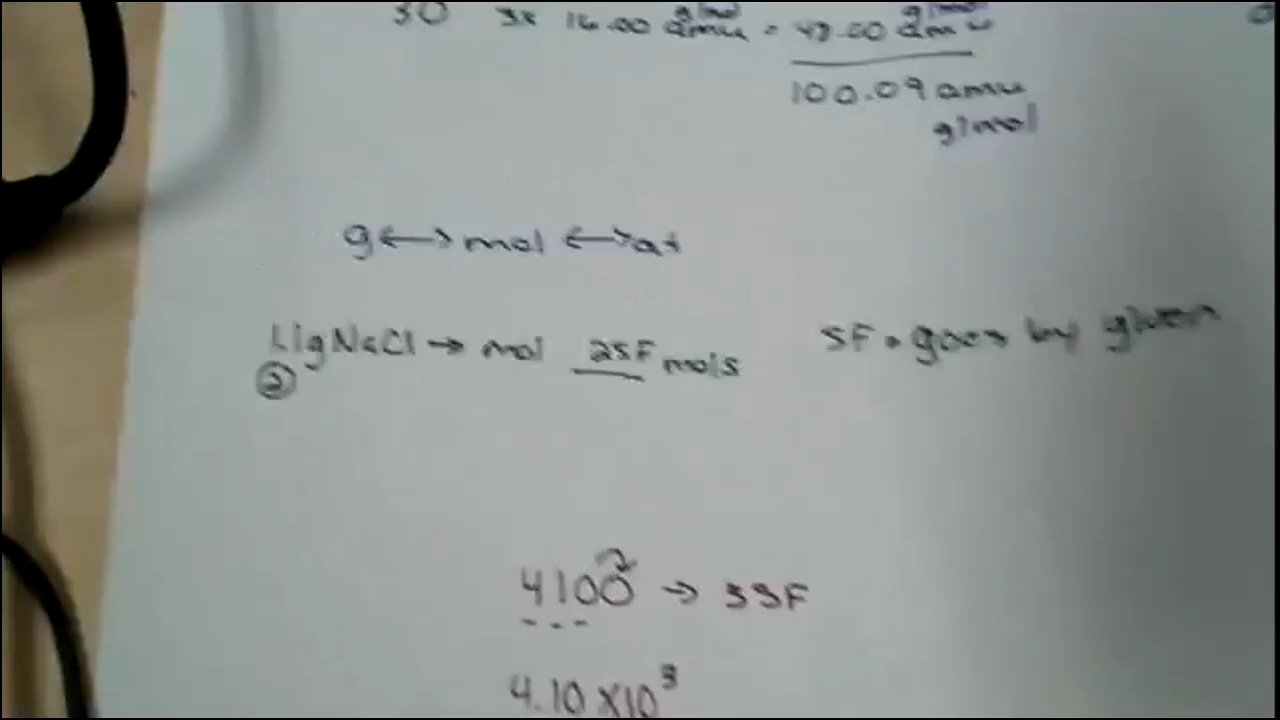 3O 3x 16.00 g/mol amu = 48.00 g/mol amu
100.09 amu
g/mol
g<-->mol <-->at
1.1g NaCl → mol 2SF mols SF • goes by given
②
4100 → 3SF
4.10 x10³